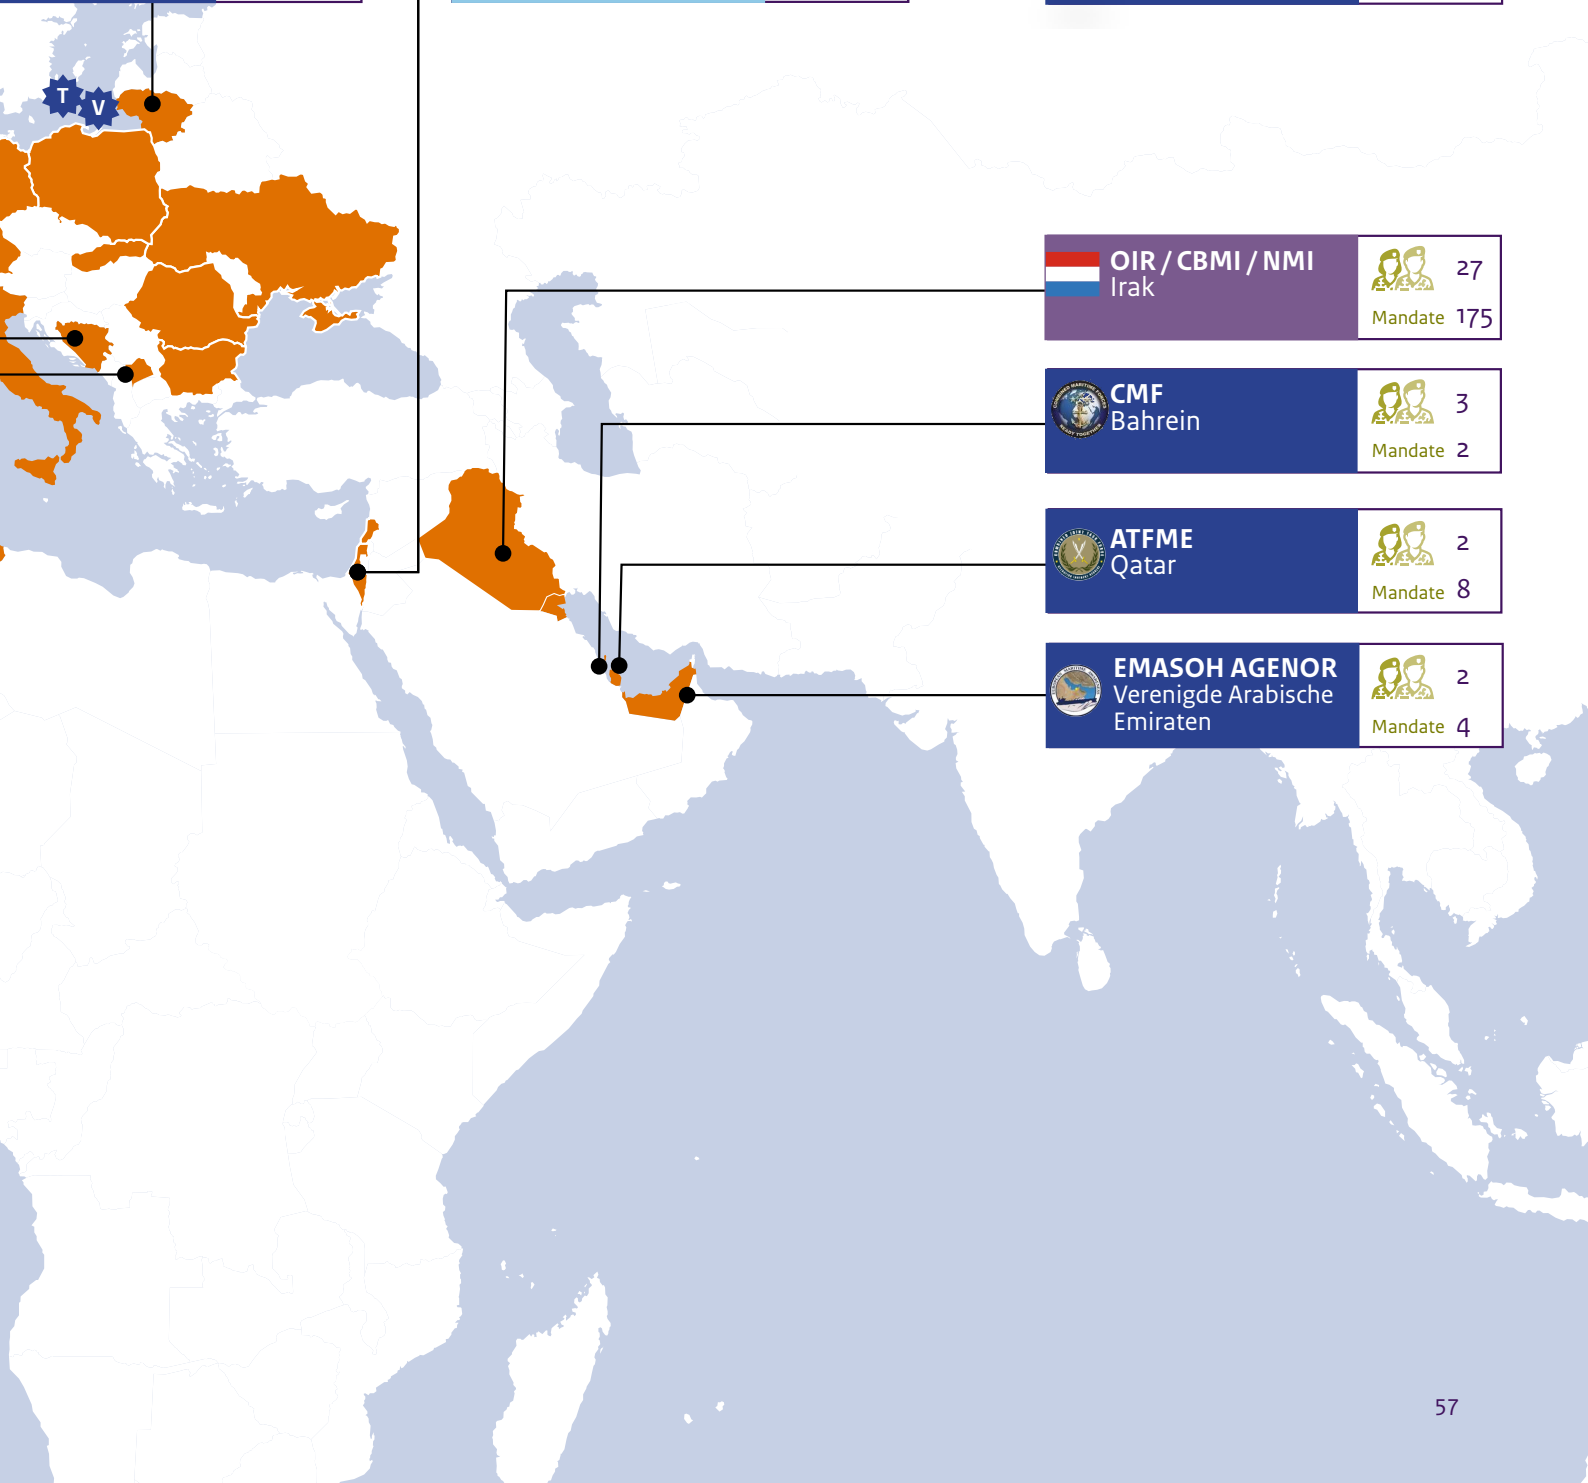 T
V
OIR / CBMI / NMI
Irak
27
Mandate 175
CMF
Bahrein
3
Mandate 2
ATFME
Qatar
2
Mandate 8
EMASOH AGENOR
Verenigde Arabische
Emiraten
2
Mandate 4
57